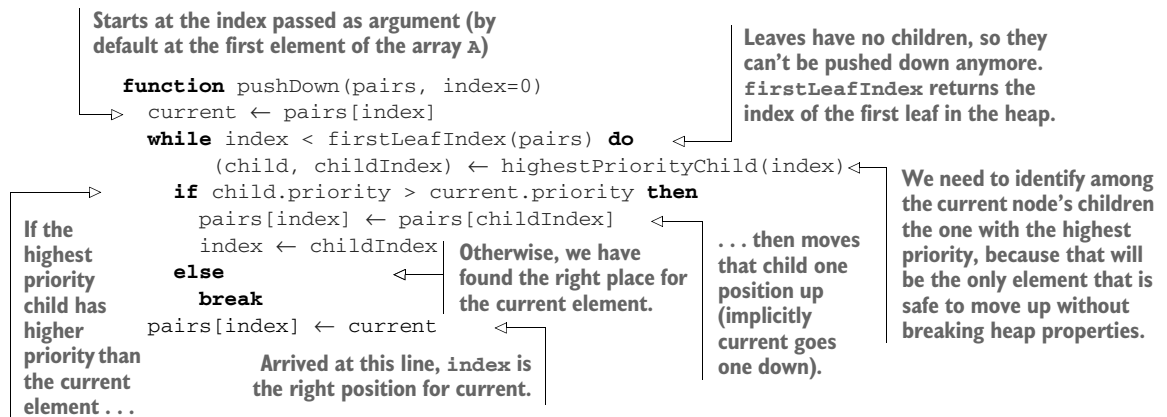 Starts at the index passed as argument (by
default at the first element of the array A)
function pushDown(pairs, index=0)
current ← pairs[index]
while index < firstLeafIndex(pairs) do
(child, childIndex) ← highestPriorityChild(index)
if child.priority > current.priority then
pairs[index] ← pairs[childIndex]
index ← childIndex
else
break
pairs[index] ← current
Leaves have no children, so they
can't be pushed down anymore.
firstLeafIndex returns the
index of the first leaf in the heap.
We need to identify among
the current node's children
the one with the highest
priority, because that will
be the only element that is
safe to move up without
breaking heap properties.
If the
highest
priority
child has
higher
priority than
the current
element . . .
. . . then moves
that child one
position up
(implicitly
current goes
one down).
Otherwise, we have
found the right place for
the current element.
Arrived at this line, index is
the right position for current.